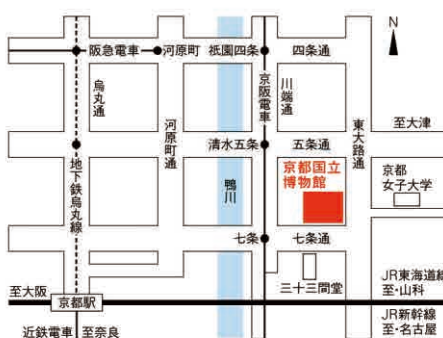 N
阪急電車
河原町
祇園四条
四条通
烏丸通
河原町通
京阪電車
川端通
東大路通
至大津
清水五条
五条通
地下鉄烏丸線
鴨川
京都国立
博物館
京都
女子大学
七条
七条通
三十三間堂
至大阪
京都駅
JR東海道線
至・山科
JR新幹線
至・名古屋
近鉄電車
至奈良